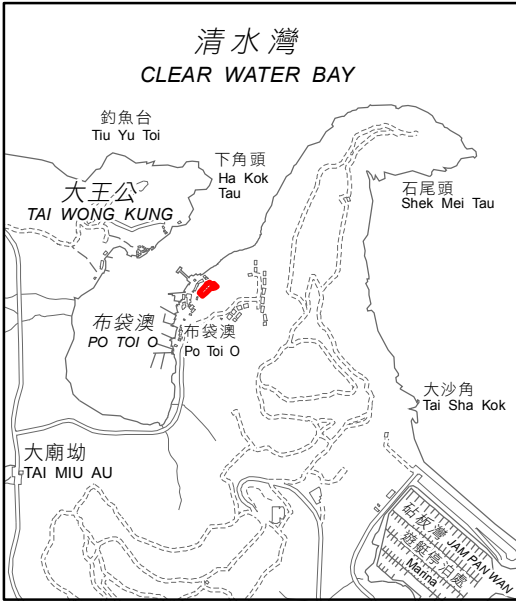 清水灣
CLEAR WATER BAY
釣魚台
Tiu Yu Toi
下角頭
Ha Kok
Tau
大王公
TAI WONG KUNG
石尾頭
Shek Mei Tau
布袋澳
PO TOI O
布袋澳
Po Toi O
大沙角
Tai Sha Kok
大廟坳
TAI MIU AU
砧板灣 JAM PAN WAN
遊艇停泊處
Marina